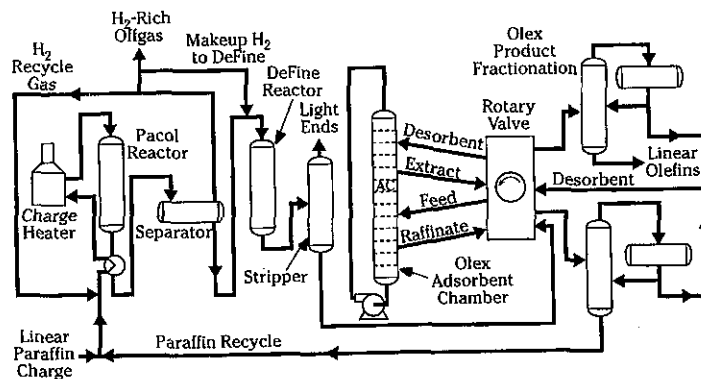 H2-Rich
Offgas
H2
Recycle
Gas
Makeup H2
to DeFine
DeFine
Reactor
Light
Ends
Pacol
Reactor
Charge
Heater
Separator
Stripper
Linear
Paraffin
Charge
Paraffin Recycle
Olex
Product
Fractionation
Rotary
Valve
Desorbent
Extract
AC
Feed
Raffinate
Olex
Adsorbent
Chamber
Linear
Olefins
Desorbent